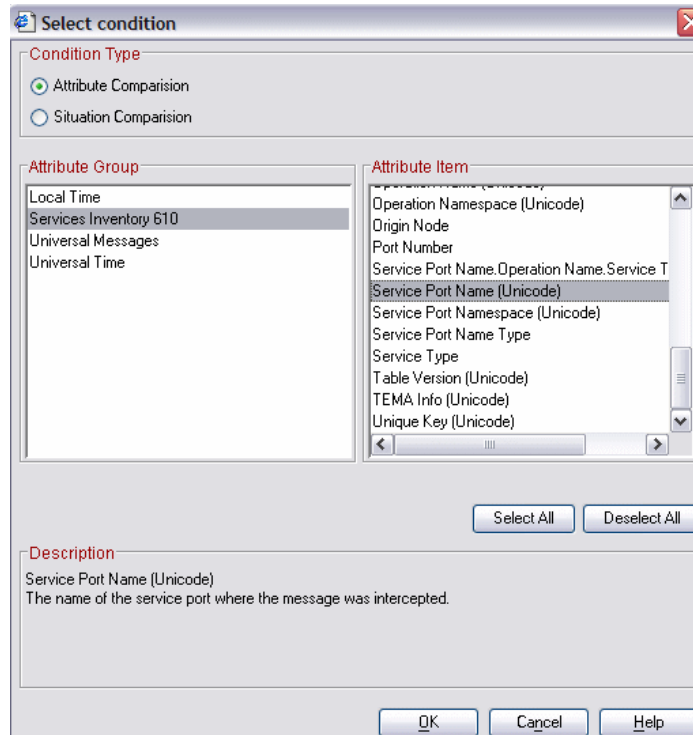 Select condition
Condition Type
Attribute Comparision
Situation Comparision
Attribute Group
Local Time
Services Inventory 610
Universal Messages
Universal Time
Attribute Item
Operation Name (Unicode)
Operation Namespace (Unicode)
Origin Node
Port Number
Service Port Name.Operation Name.Service T
Service Port Name (Unicode)
Service Port Namespace (Unicode)
Service Port Name Type
Service Type
Table Version (Unicode)
TEMA Info (Unicode)
Unique Key (Unicode)
Select All
Deselect All
Description
Service Port Name (Unicode)
The name of the service port where the message was intercepted.
OK
Cancel
Help